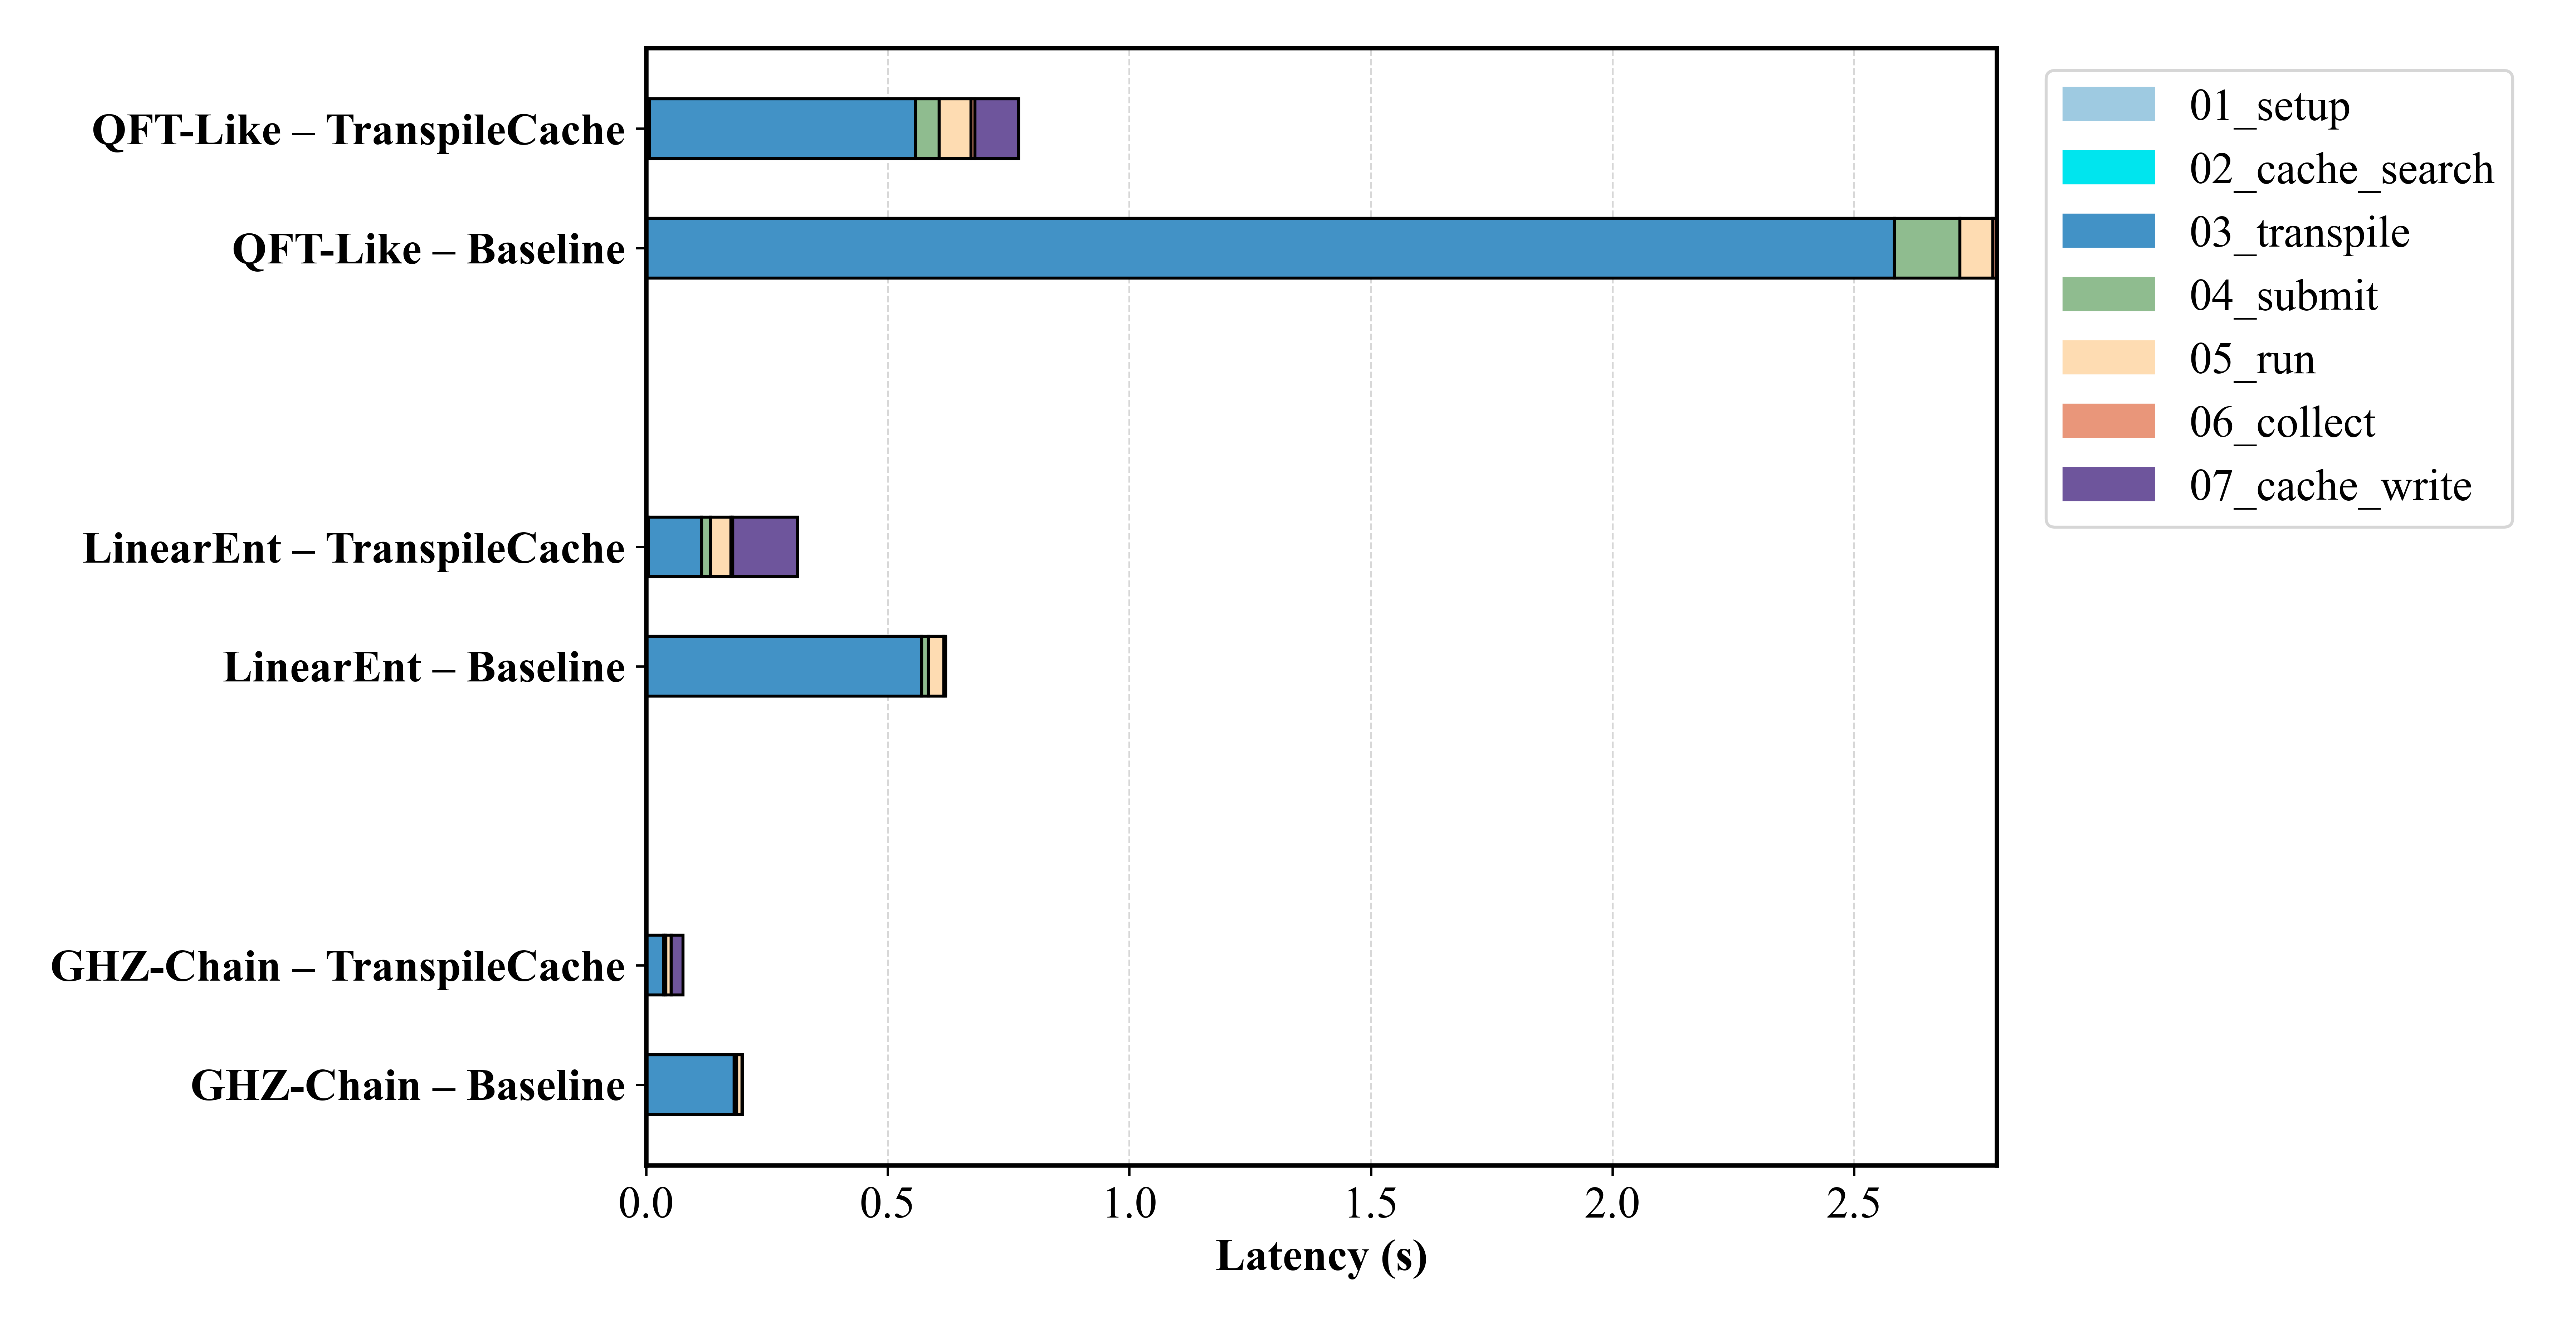 QFT-Like – TranspileCache
QFT-Like – Baseline
LinearEnt – TranspileCache
LinearEnt – Baseline
GHZ-Chain – TranspileCache
GHZ-Chain – Baseline
0.0 0.5 1.0 1.5 2.0 2.5
Latency (s)
01_setup
02_cache_search
03_transpile
04_submit
05_run
06_collect
07_cache_write